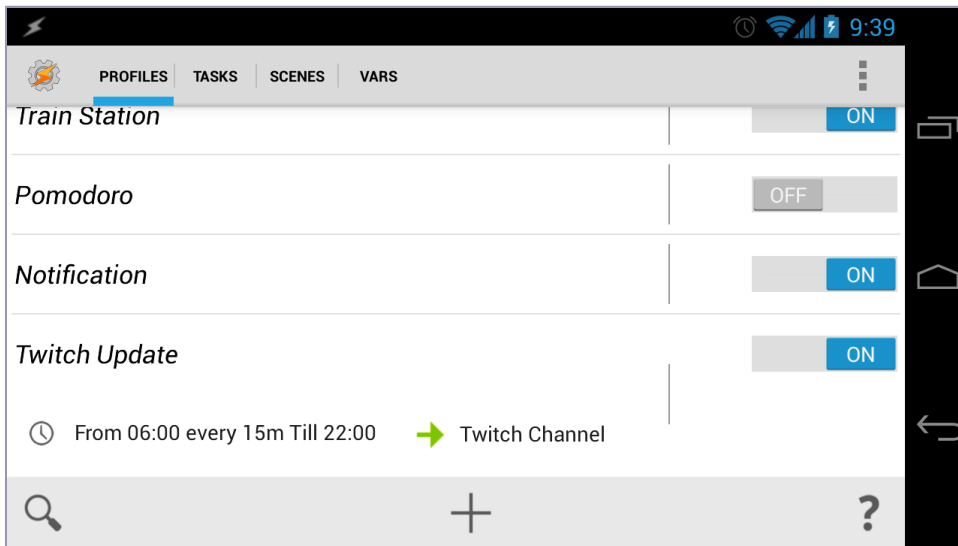 9:39
PROFILES TASKS SCENES VARS
Train Station ON
Pomodoro OFF
Notification ON
Twitch Update ON
From 06:00 every 15m Till 22:00 Twitch Channel
?